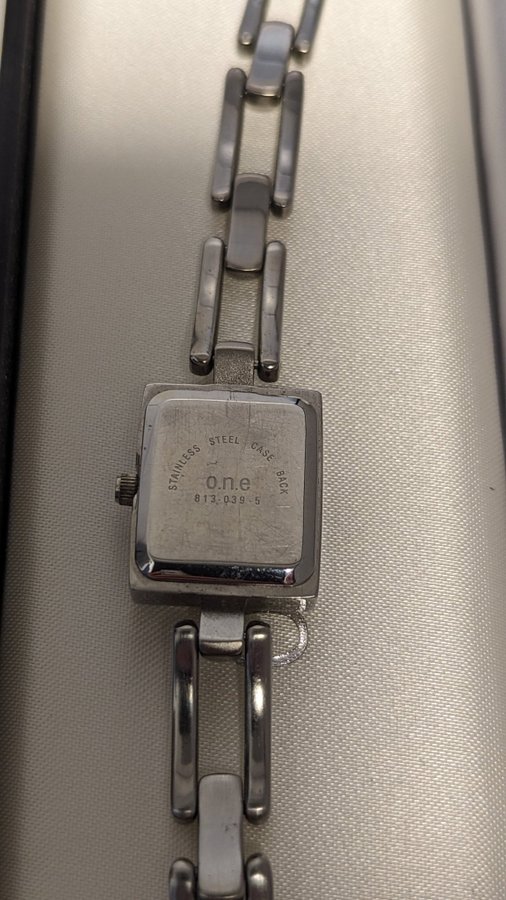 STAINLESS STEEL CASE BACK
o.n.e
813-039-5